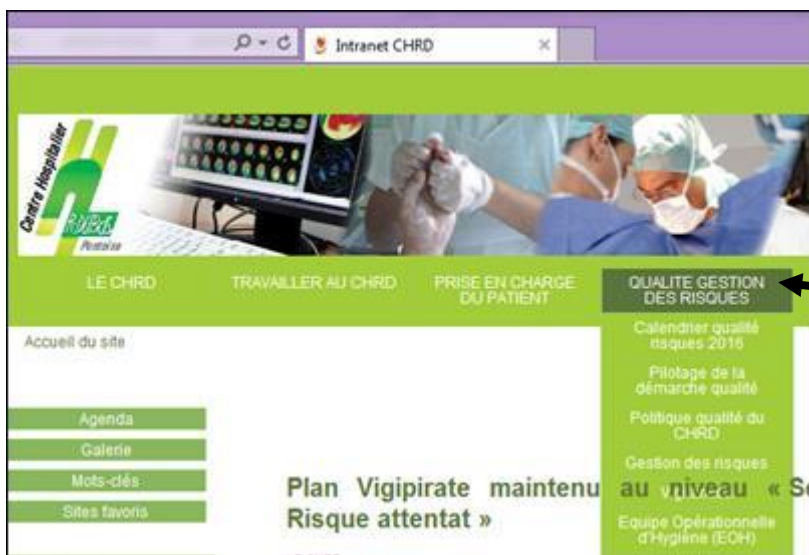 Intranet CHRD
Centre Hospitalier
Pontoise
LE CHRD
TRAVAILLER AU CHRD
PRISE EN CHARGE
DU PATIENT
QUALITE GESTION
DES RISQUES
Calendrier qualité
risques 2016
Pilotage de la
démarche qualité
Politique qualité du
CHRD
Gestion des risques
Equipe Opérationnelle
d'Hygiène (EOH)
Accueil du site
Agenda
Galerie
Mots-clés
Sites favoris
Plan Vigipirate maintenu au niveau «
Risque attentat »